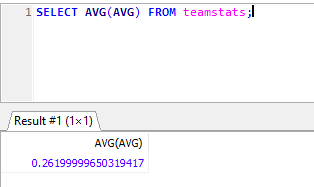 1 SELECT AVG(AVG) FROM teamstats;
Result #1 (1×1)
AVG(AVG)
0.26199999650319417